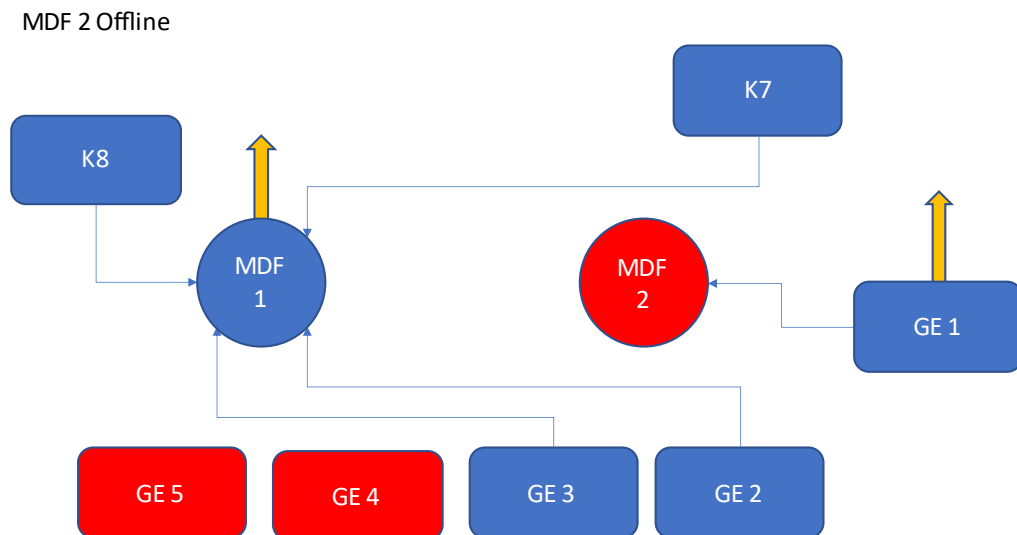 MDF 2 Offline
K7
K8
MDF
1
MDF
2
GE 1
GE 5
GE 4
GE 3
GE 2